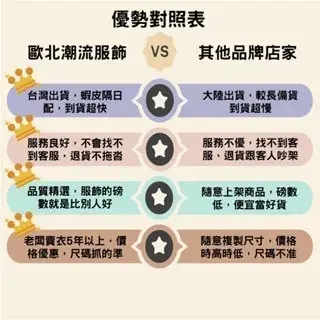 優勢對照表
歐北潮流服飾
VS
其他品牌店家
台灣出貨，蝦皮隔日
配，到貨超快
大陸出貨，較長備貨
到貨超慢
服務良好，不會找不
到客服，退貨不拖沓
服務不優，找不到客
服，退貨跟客人吵架
品質精選，服飾的磅
數就是比別人好
隨意上架商品，磅數
低，便宜當好貨
老闆賣衣5年以上，價
格優惠，尺碼抓的準
隨意複製尺寸，價格
時高時低，尺碼不准